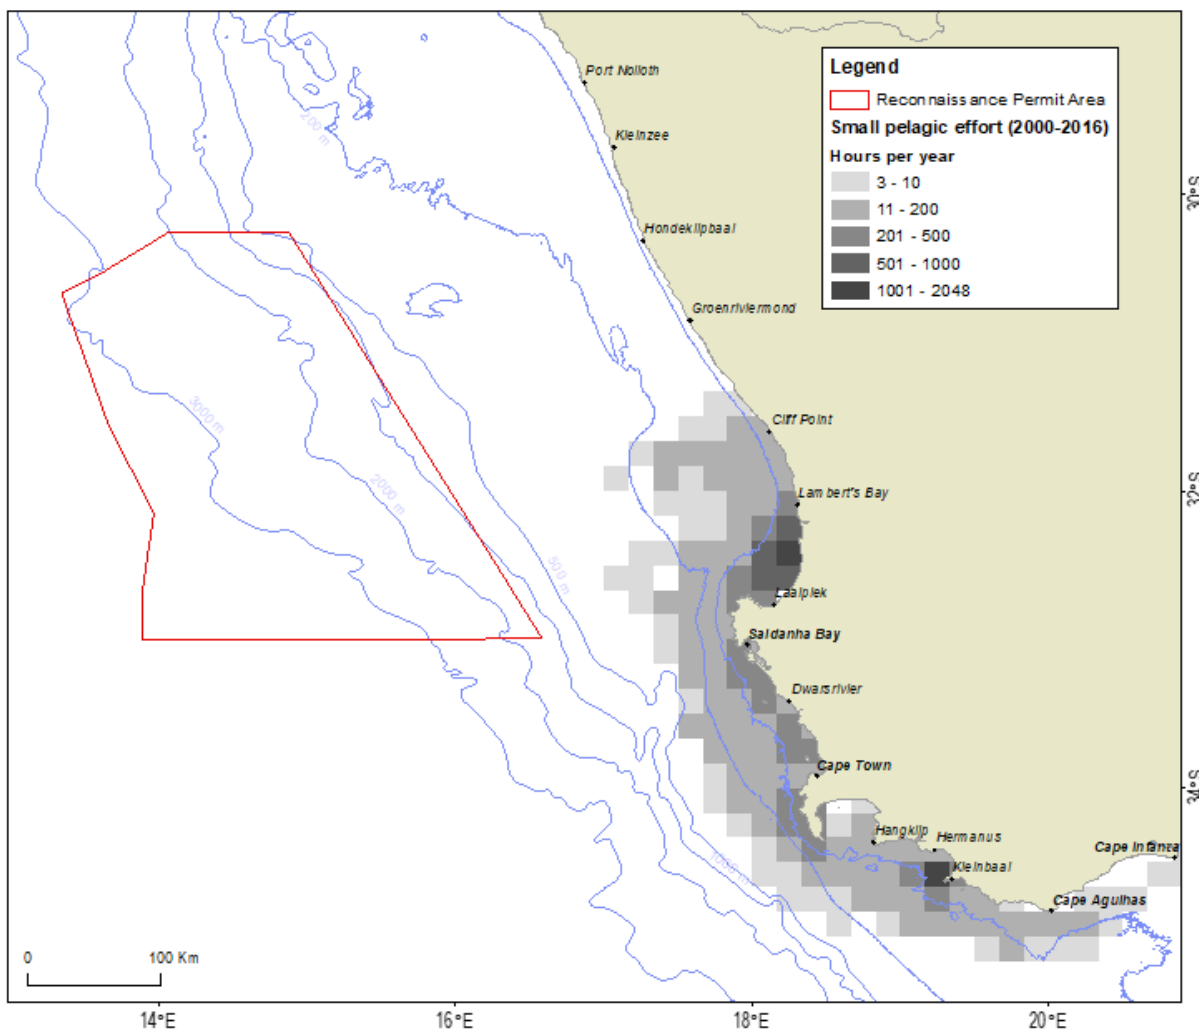 Port Nolloth
Legend
Reconnaissance Permit Area
Small pelagic effort (2000-2016)
Hours per year
3 - 10
11 - 200
201 - 500
501 - 1000
1001 - 2048
200 m
Kleinzee
30°S
Hondeklipbaai
Groenriviermond
3000 m
Cliff Point
2000 m
Lambert's Bay
32°S
500 m
Laaiplek
Saldanha Bay
Dwarsrivier
Cape Town
34°S
Hangklip
Hermanus
Cape Infanta
1000 m
Kleinbaai
Cape Agulhas
0
100 Km
14°E
16°E
18°E
20°E